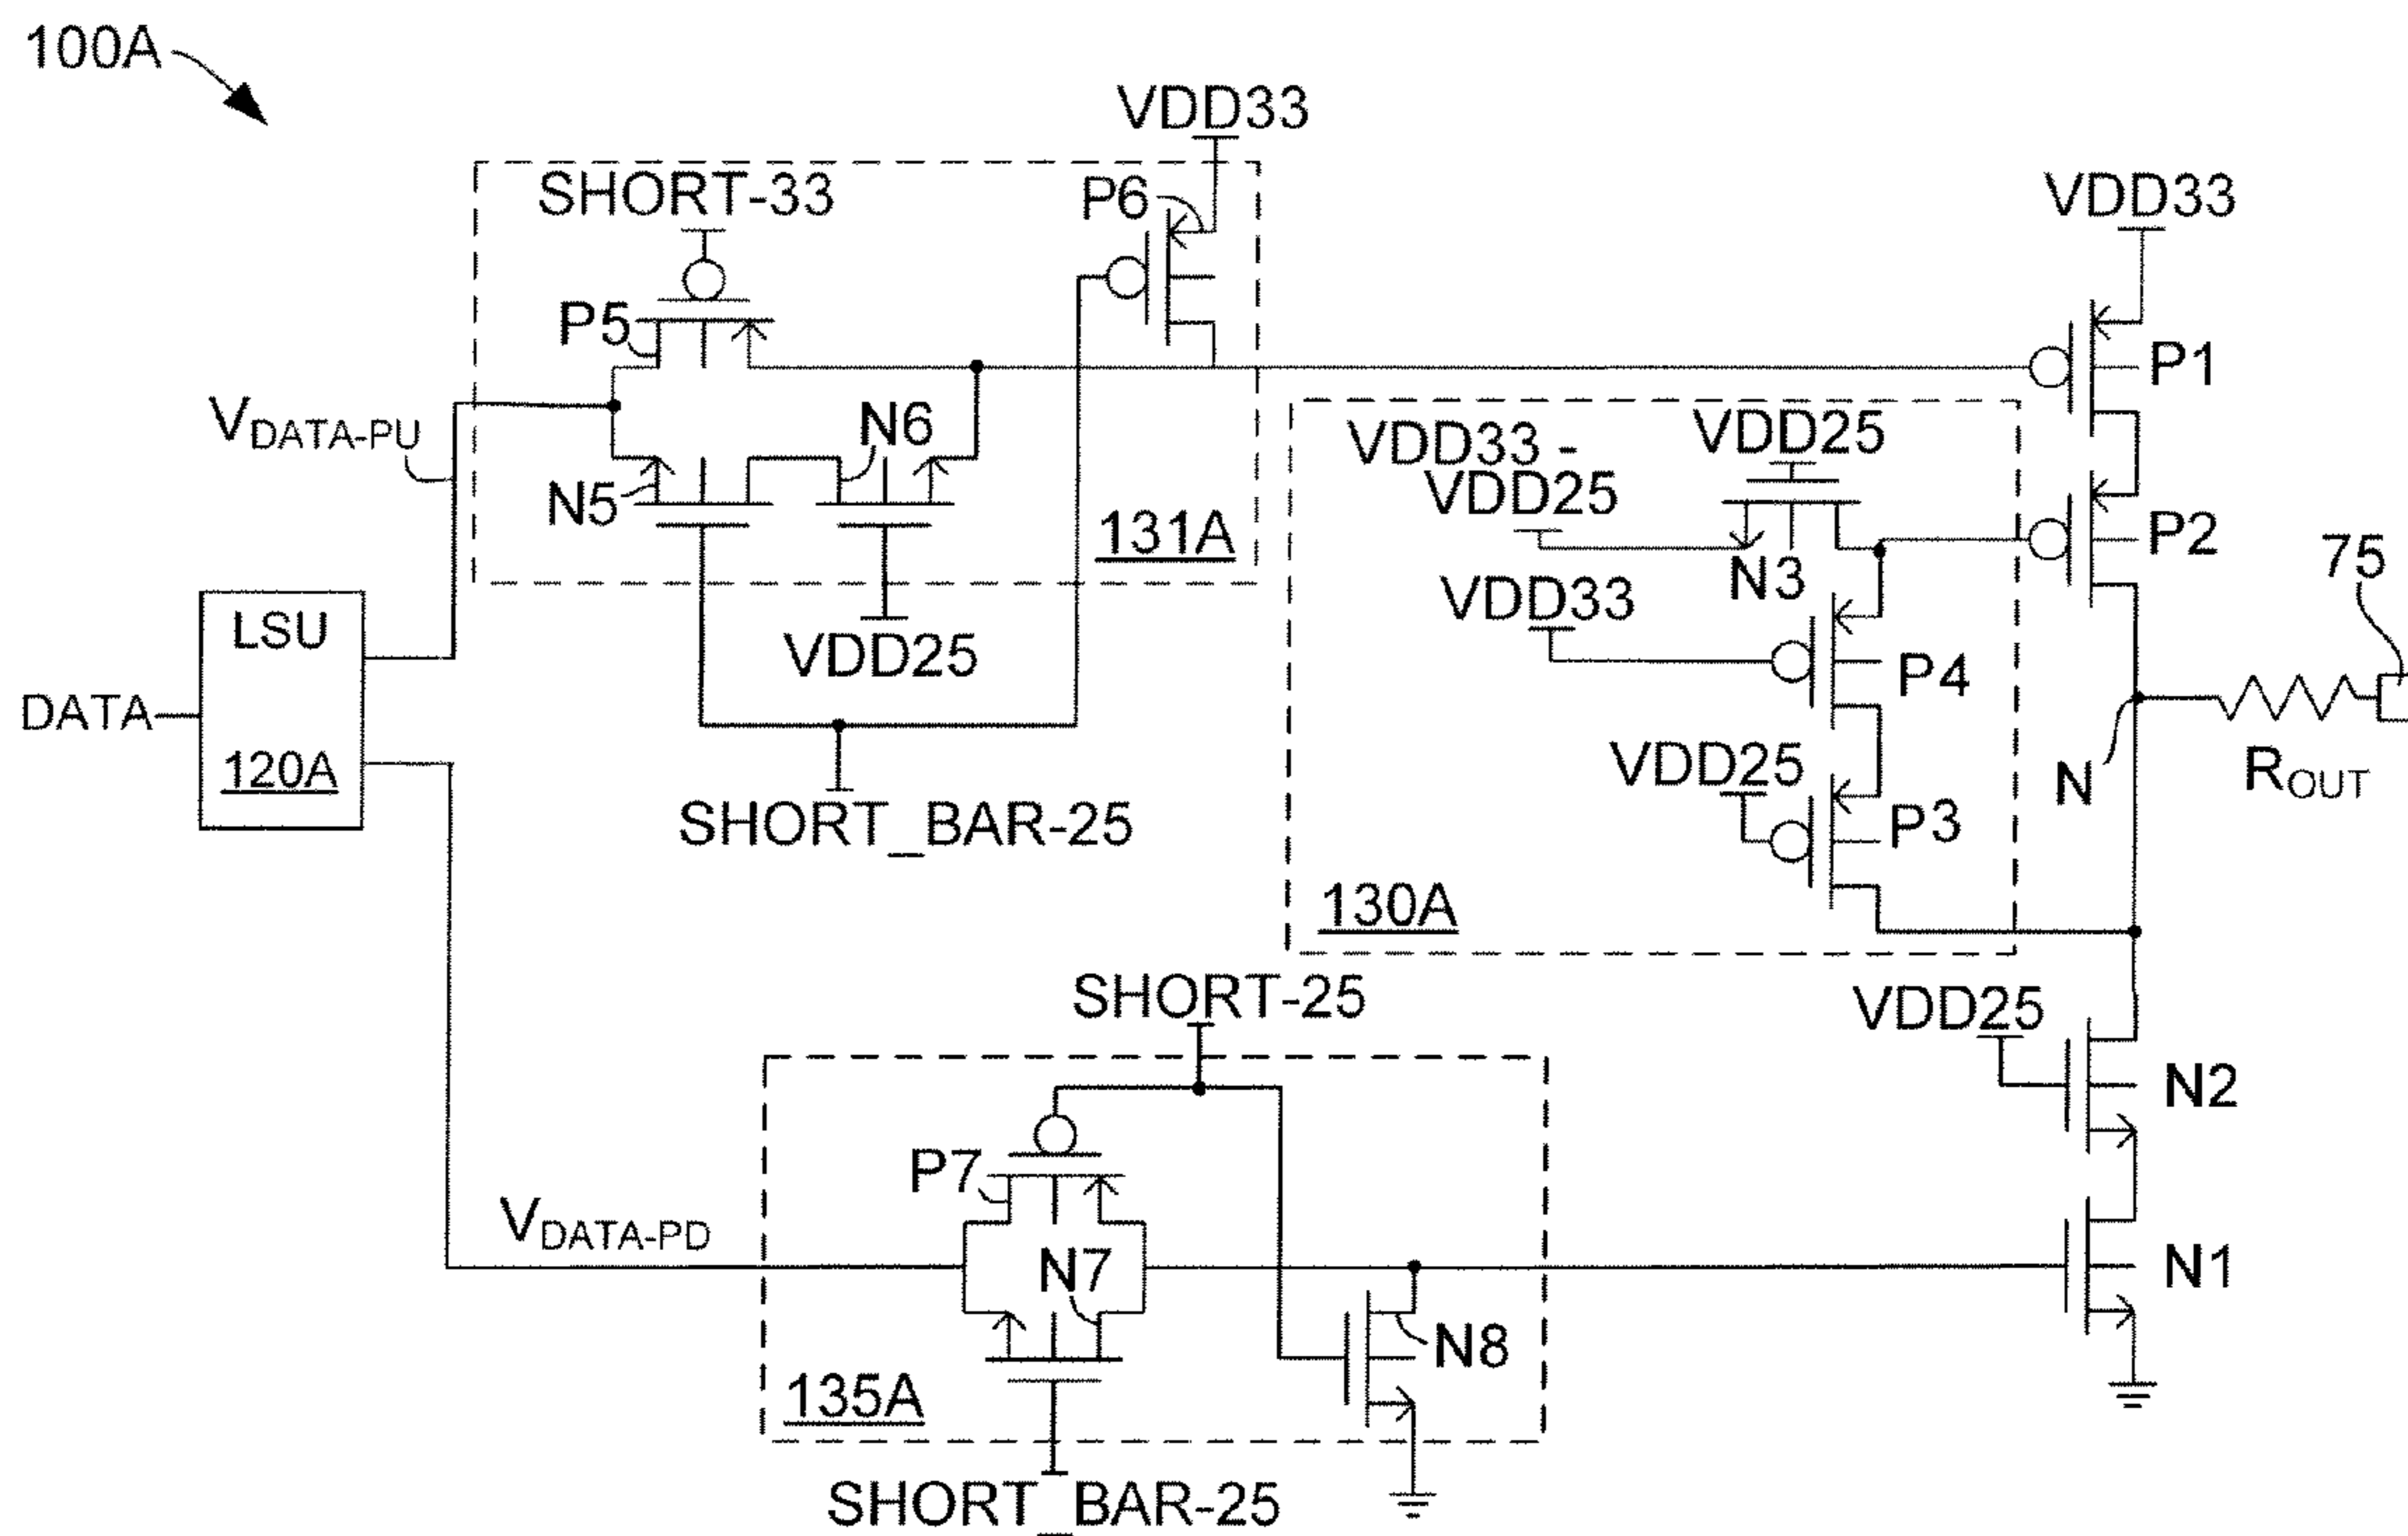 100A
VDD33
SHORT-33
P6
VDD33
P5
P1
VDATA-PU
N6
VDD33 -
VDD25
VDD25
N5
131A
P2
N3
75
VDD33
LSU
VDD25
P4
DATA
120A
VDD25
N
ROUT
SHORT_BAR-25
P3
130A
SHORT-25
VDD25
N2
P7
VDATA-PD
N7
N1
N8
135A
SHORT_BAR-25